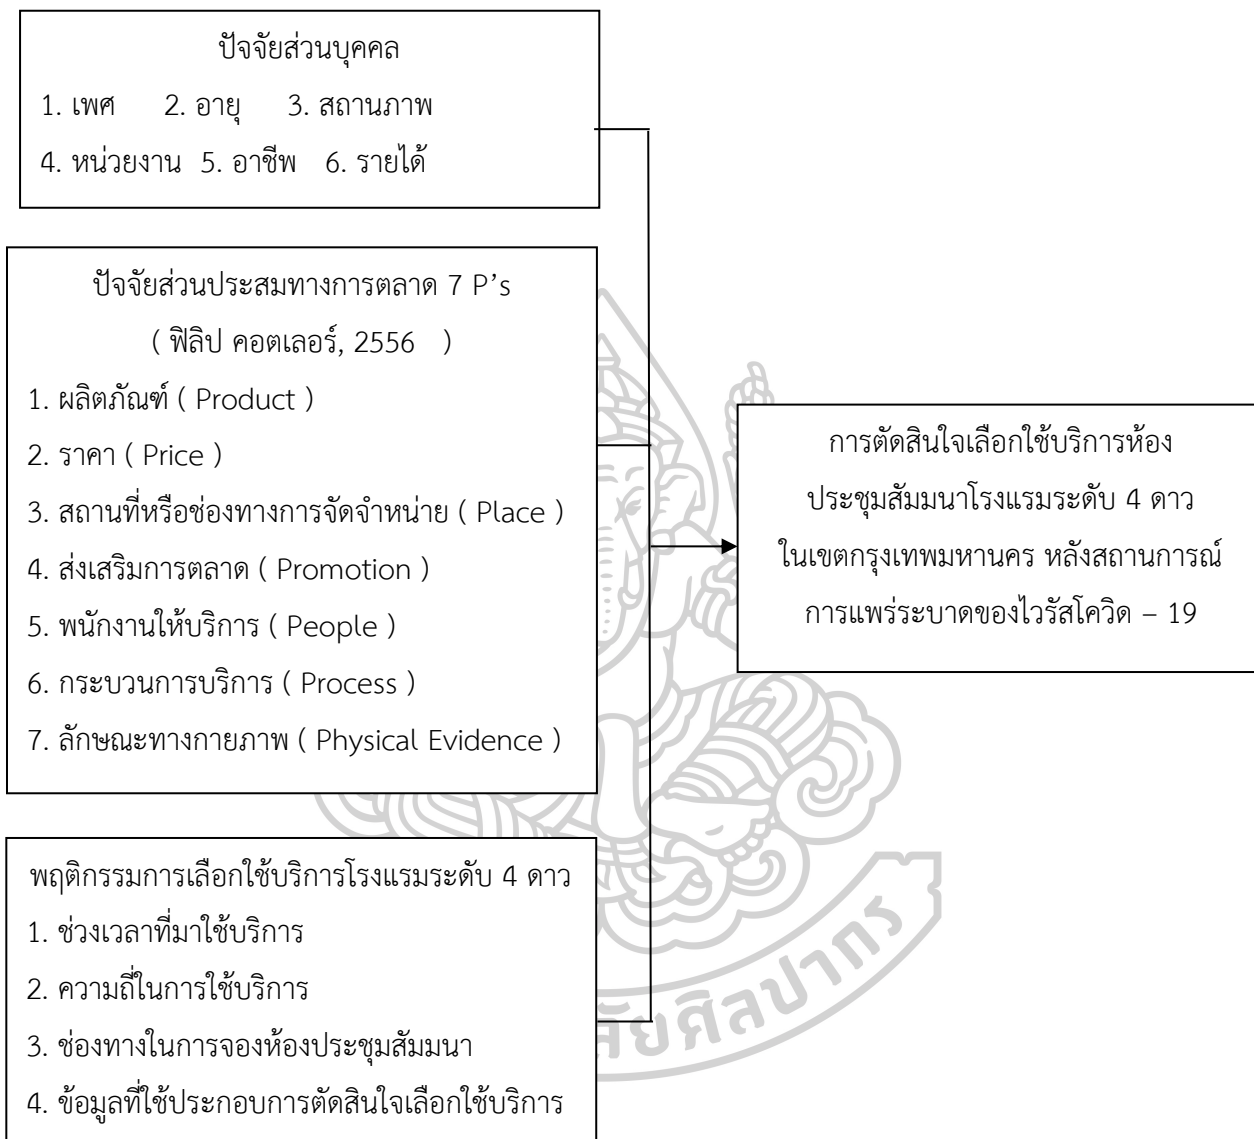 ปัจจัยส่วนบุคคล
1. เพศ 2. อายุ 3. สถานภาพ
4. หน่วยงาน 5. อาชีพ 6. รายได้
ปัจจัยส่วนประสมทางการตลาด 7 P’s
( ฟิลิป คอตเลอร์, 2556 )
1. ผลิตภัณฑ์ ( Product )
2. ราคา ( Price )
3. สถานที่หรือช่องทางการจัดจำหน่าย ( Place )
4. ส่งเสริมการตลาด ( Promotion )
5. พนักงานให้บริการ ( People )
6. กระบวนการบริการ ( Process )
7. ลักษณะทางกายภาพ ( Physical Evidence )
พฤติกรรมการเลือกใช้บริการโรงแรมระดับ 4 ดาว
1. ช่วงเวลาที่มาใช้บริการ
2. ความถี่ในการใช้บริการ
3. ช่องทางในการจองห้องประชุมสัมมนา
4. ข้อมูลที่ใช้ประกอบการตัดสินใจเลือกใช้บริการ
การตัดสินใจเลือกใช้บริการห้อง
ประชุมสัมมนาโรงแรมระดับ 4 ดาว
ในเขตกรุงเทพมหานคร หลังสถานการณ์
การแพร่ระบาดของไวรัสโควิด – 19
ลัยศิลปากร